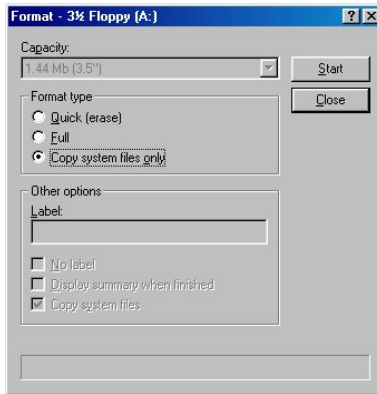 Format - 3½ Floppy (A:)
Capacity:
1.44 Mb (3.5")
Start
Close
Format type
Quick (erase)
Full
Copy system files only
Other options
Label:
No label
Display summary when finished
Copy system files